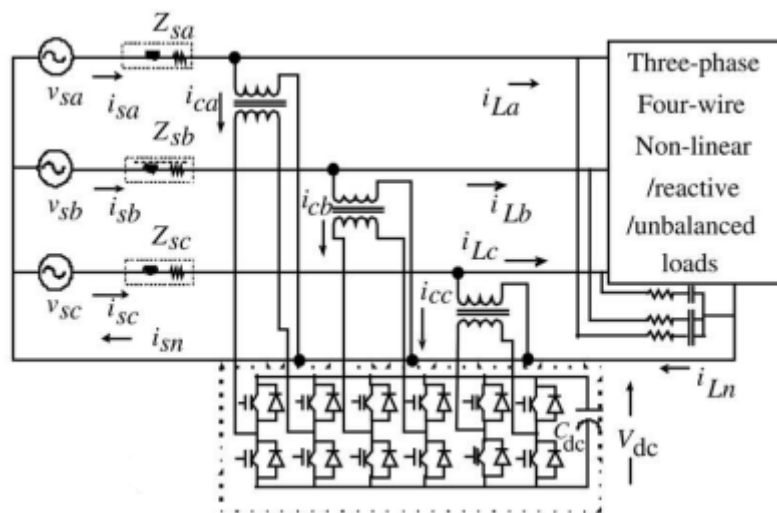 Z_sa
v_sa
i_sa
i_ca
i_La
Three-phase
Four-wire
Non-linear
/reactive
/unbalanced
loads
Z_sb
v_sb
i_sb
i_cb
i_Lb
Z_sc
v_sc
i_sc
i_cc
i_Lc
i_sn
i_Ln
C_dc
V_dc